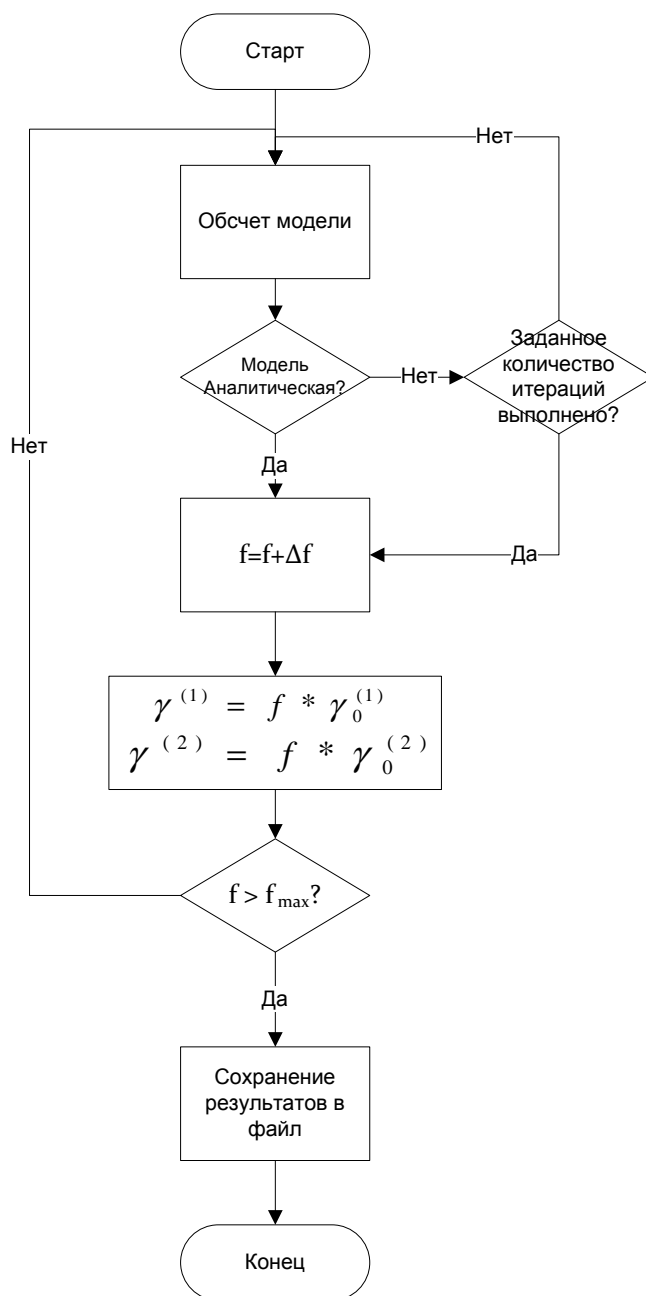 Старт
Нет
Обсчет модели
Модель
Аналитическая?
Нет
Заданное
количество
итераций
выполнено?
Нет
Да
f=f+Δf
Да
γ⁽¹⁾ = f * γ₀⁽¹⁾
γ⁽²⁾ = f * γ₀⁽²⁾
f > f max?
Да
Сохранение
результатов в
файл
Конец